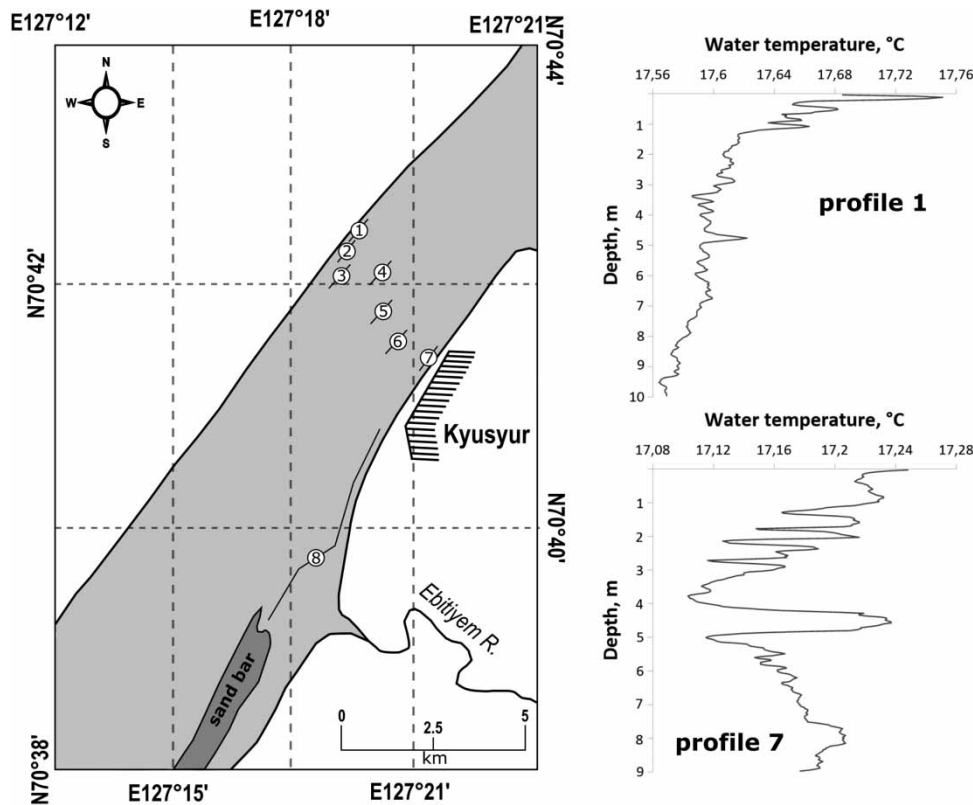 E127°12'
E127°18'
E127°21'
N70°44'
N
W
E
S
1
2
3
4
5
6
7
8
N70°42'
Kyusyur
N70°40'
Ebitiyem R.
sand bar
0
2.5
5
km
N70°38'
E127°15'
E127°21'
Water temperature, °C
17,56 17,6 17,64 17,68 17,72 17,76
1
2
3
4
5
6
7
8
9
10
Depth, m
profile 1
Water temperature, °C
17,08 17,12 17,16 17,2 17,24 17,28
1
2
3
4
5
6
7
8
9
Depth, m
profile 7